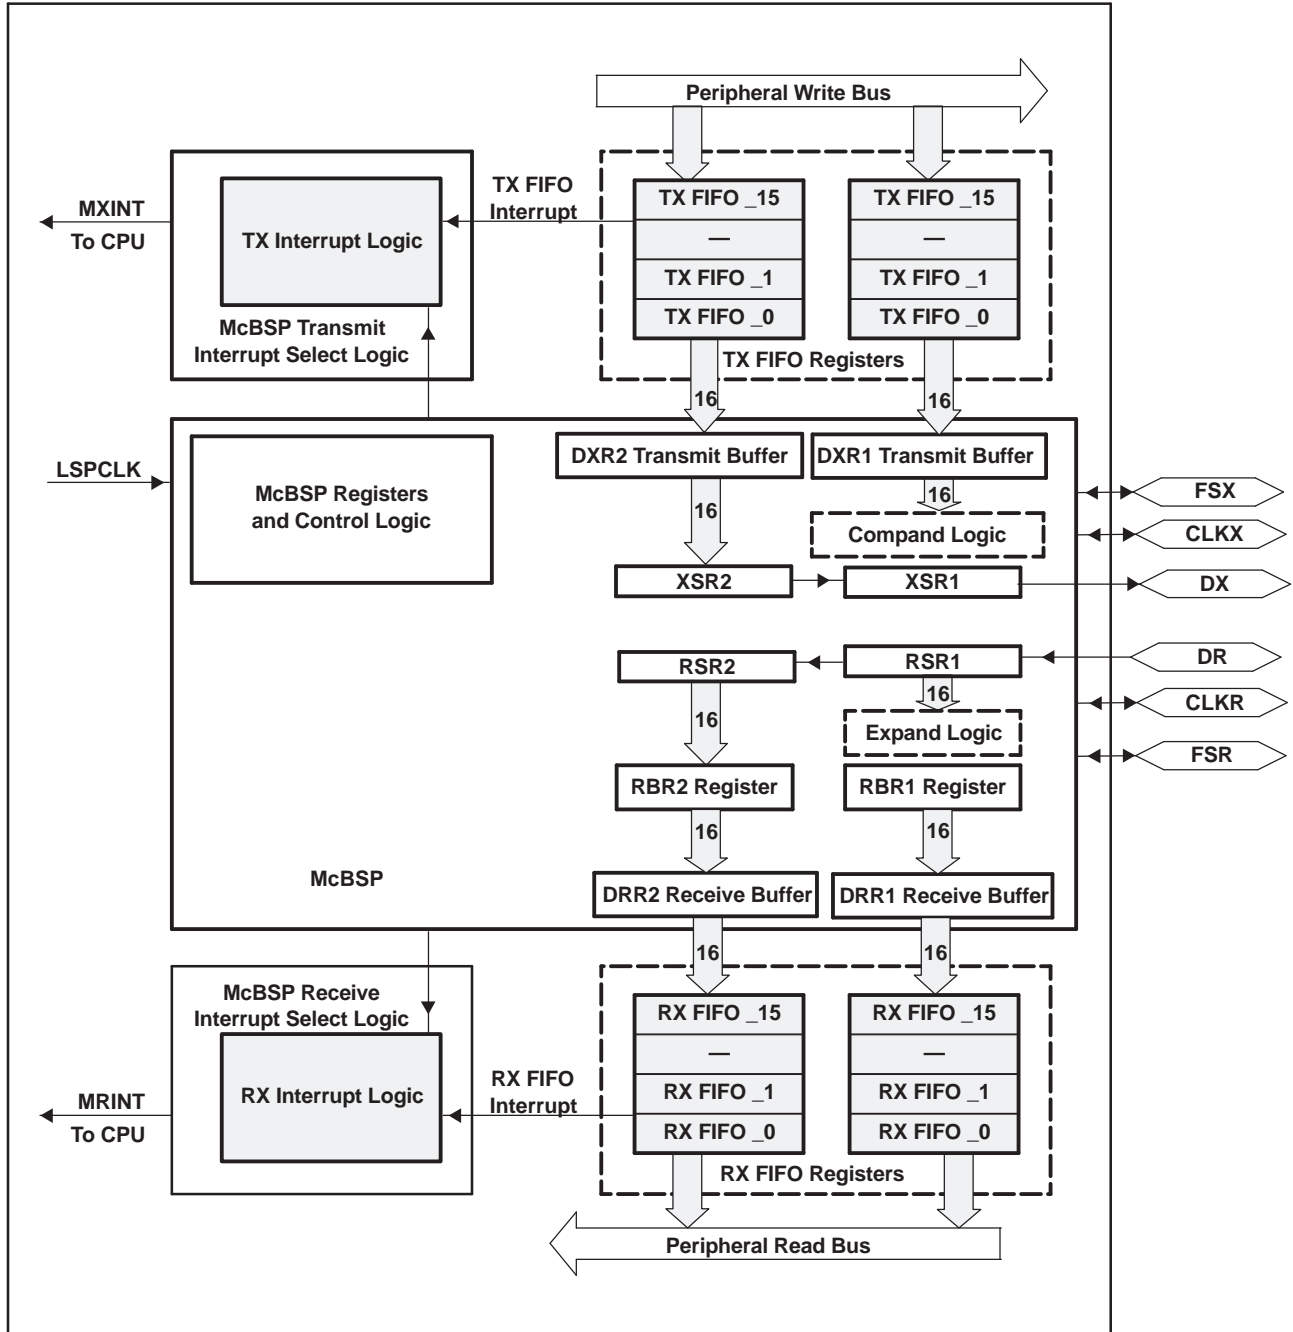 Peripheral Write Bus
MXINT
To CPU
TX Interrupt Logic
McBSP Transmit
Interrupt Select Logic
TX FIFO
Interrupt
TX FIFO _15
—
TX FIFO _1
TX FIFO _0
TX FIFO _15
—
TX FIFO _1
TX FIFO _0
TX FIFO Registers
16
16
LSPCLK
McBSP Registers
and Control Logic
DXR2 Transmit Buffer
DXR1 Transmit Buffer
16
16
Compand Logic
XSR2
XSR1
RSR2
RSR1
16
16
Expand Logic
RBR2 Register
RBR1 Register
16
16
McBSP
DRR2 Receive Buffer
DRR1 Receive Buffer
FSX
CLKX
DX
DR
CLKR
FSR
16
16
McBSP Receive
Interrupt Select Logic
RX Interrupt Logic
MRINT
To CPU
RX FIFO
Interrupt
RX FIFO _15
—
RX FIFO _1
RX FIFO _0
RX FIFO _15
—
RX FIFO _1
RX FIFO _0
RX FIFO Registers
Peripheral Read Bus